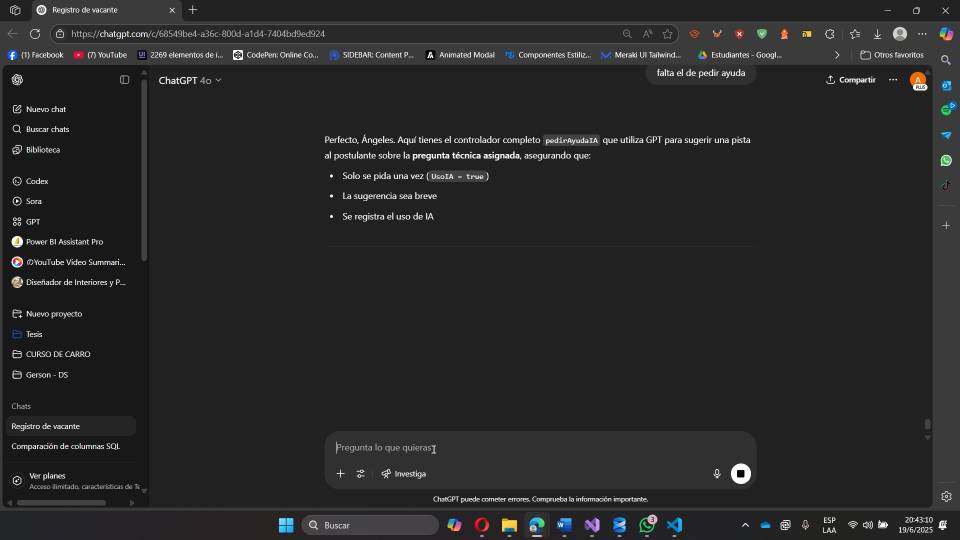 Registro de vacante
https://chatgpt.com/c/68549be4-a36c-800d-a1d4-7404bd9ed924
(1) Facebook
(7) YouTube
2269 elementos de i...
CodePen: Online Co...
SIDEBAR: Content P...
Animated Modal
Componentes Estiliz...
Meraki UI Tailwind...
Estudiantes - Googl...
Otros favoritos
ChatGPT 4o
falta el de pedir ayuda
Compartir
A
PLUS
Nuevo chat
Buscar chats
Biblioteca
Codex
Sora
GPT
Power BI Assistant Pro
YouTube Video Summari...
Diseñador de Interiores y P...
Nuevo proyecto
Tesis
CURSO DE CARRO
Gerson - DS
Chats
Registro de vacante
Comparación de columnas SQL
Ver planes
Acceso ilimitado, características de Te
Perfecto, Ángeles. Aquí tienes el controlador completo pedirAyudaIA que utiliza GPT para sugerir una pista
al postulante sobre la pregunta técnica asignada, asegurando que:
• Solo se pida una vez (UsoIA = true)
• La sugerencia sea breve
• Se registra el uso de IA
Pregunta lo que quieras
Investiga
ChatGPT puede cometer errores. Comprueba la información importante.
Buscar
3
ESP
LAA
20:43:10
19/6/2025